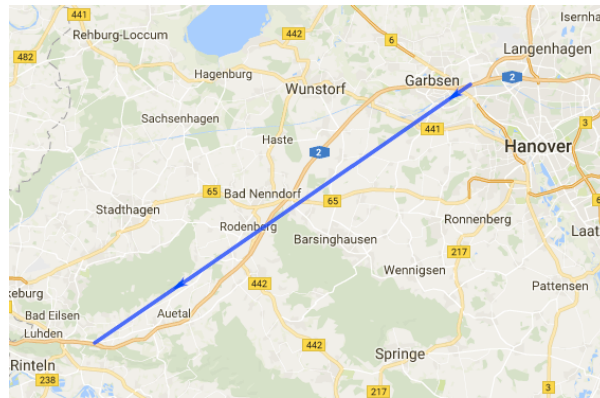 441
Rehburg-Loccum
482
442
6
Isernha
Langenhagen
Hagenburg
Garbsen
2
Wunstorf
Sachsenhagen
441
3
Haste
2
Hanover
65
Bad Nenndorf
65
6
Stadthagen
Rodenberg
Ronnenberg
Laat
Barsinghausen
217
Wennigsen
442
Pattensen
keburg
Bad Eilsen
Auetal
Luhden
442
Springe
Rinteln
238
217
3